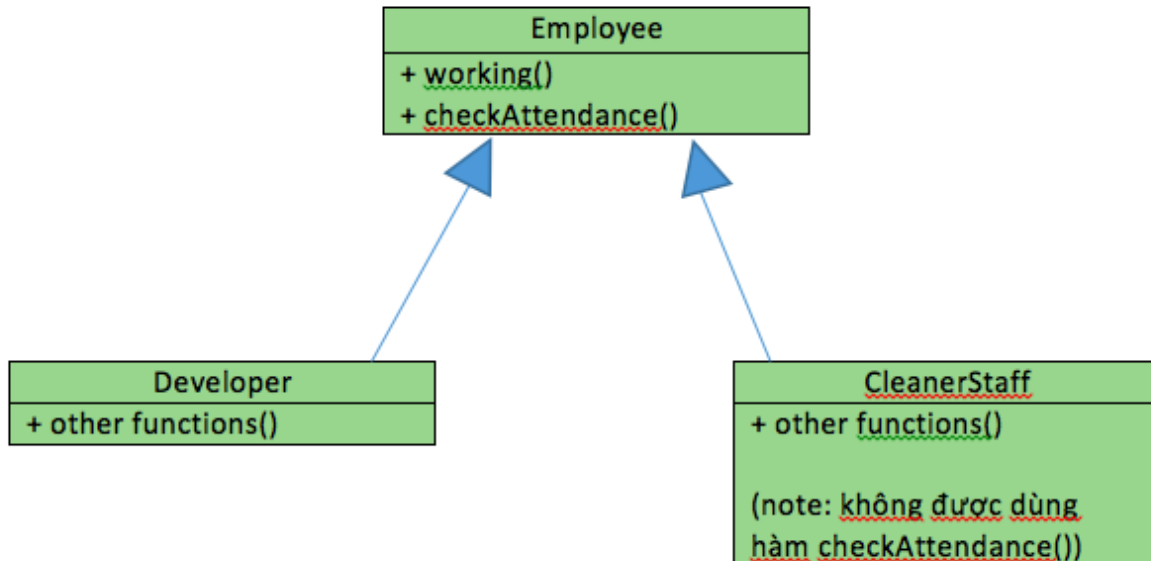 Employee
+ working()
+ checkAttendance()
Developer
+ other functions()
CleanerStaff
+ other functions()
(note: không được dùng
hàm checkAttendance())